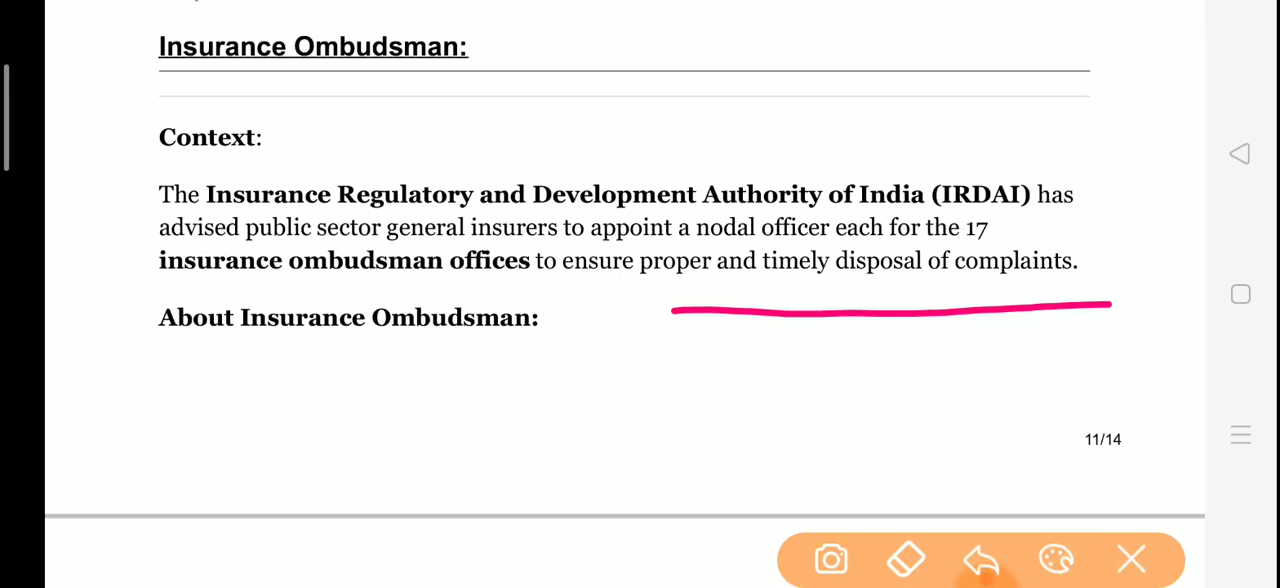 Insurance Ombudsman:
Context:
The Insurance Regulatory and Development Authority of India (IRDAI) has
advised public sector general insurers to appoint a nodal officer each for the 17
insurance ombudsman offices to ensure proper and timely disposal of complaints.
About Insurance Ombudsman:
11/14